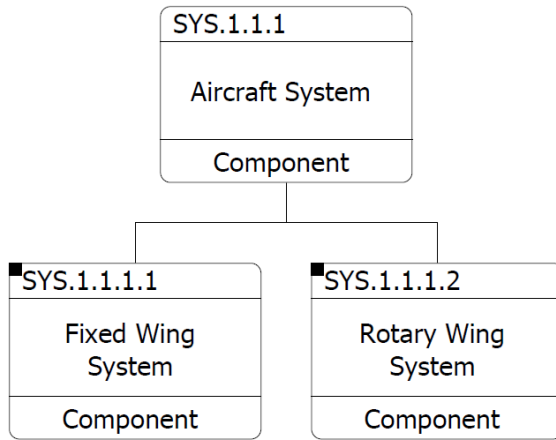 SYS.1.1.1
Aircraft System
Component
SYS.1.1.1.1
Fixed Wing
System
Component
SYS.1.1.1.2
Rotary Wing
System
Component